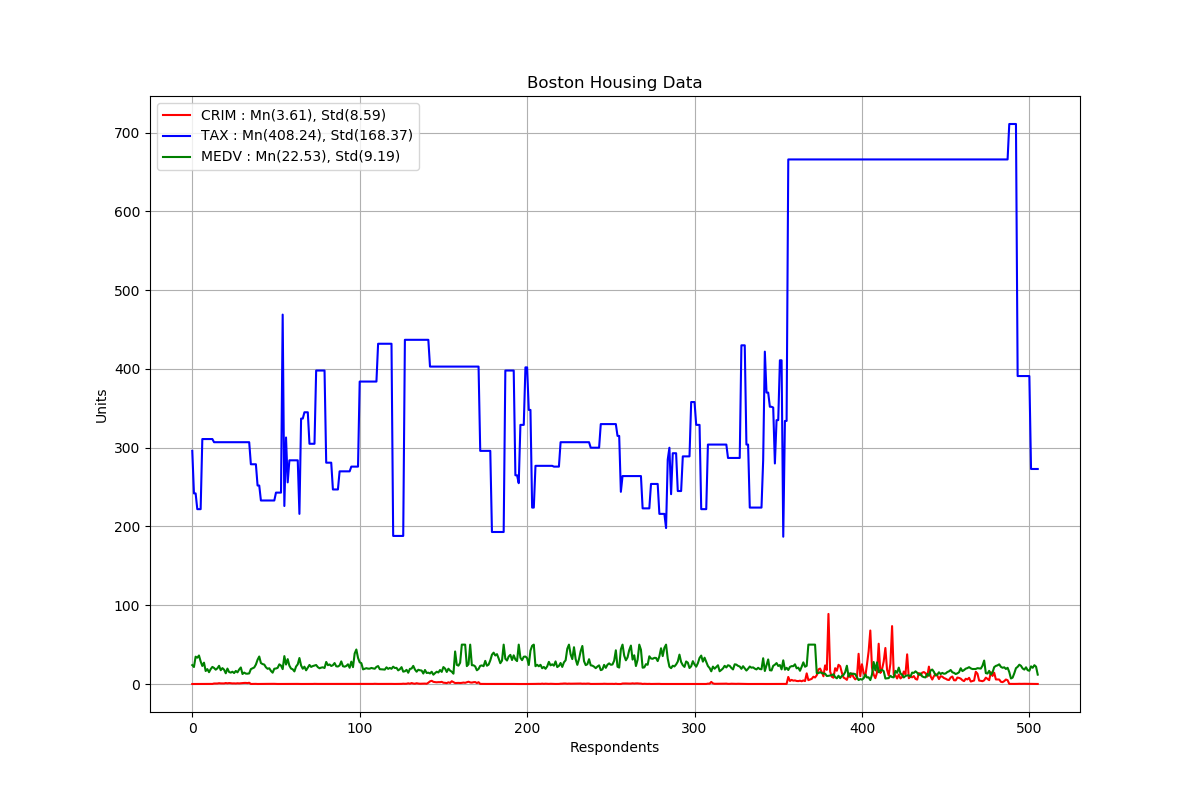 Boston Housing Data
CRIM : Mn(3.61), Std(8.59)
TAX : Mn(408.24), Std(168.37)
MEDV : Mn(22.53), Std(9.19)
700
600
500
400
300
200
100
0
Units
0 100 200 300 400 500
Respondents